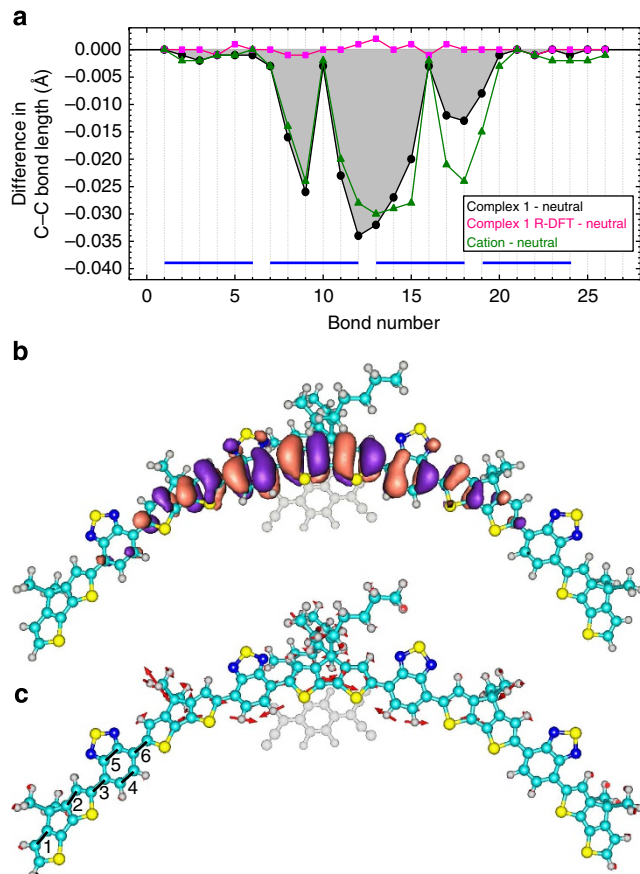 a
Difference in
C–C bond length (Å)
0.000
−0.005
−0.010
−0.015
−0.020
−0.025
−0.030
−0.035
−0.040
Complex 1 - neutral
Complex 1 R-DFT - neutral
Cation - neutral
0 5 10 15 20 25
Bond number
b
c
1
2
3
4
5
6